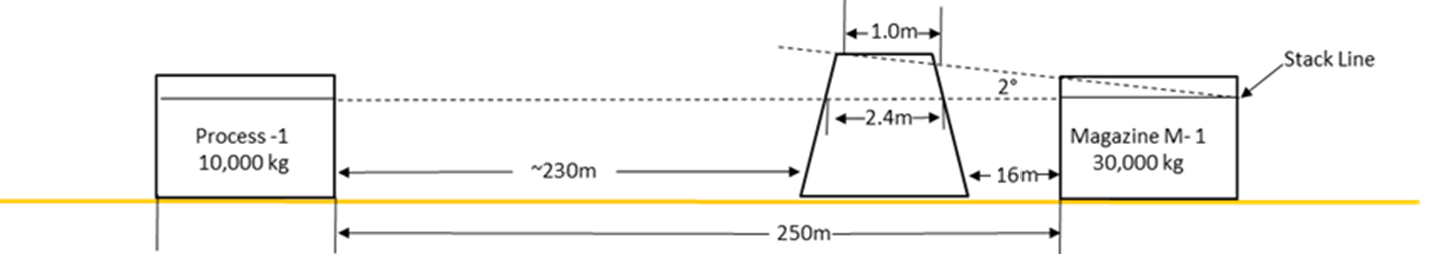 1.0m
Stack Line
2°
2.4m
Process -1
10,000 kg
Magazine M- 1
30,000 kg
~230m
16m
250m